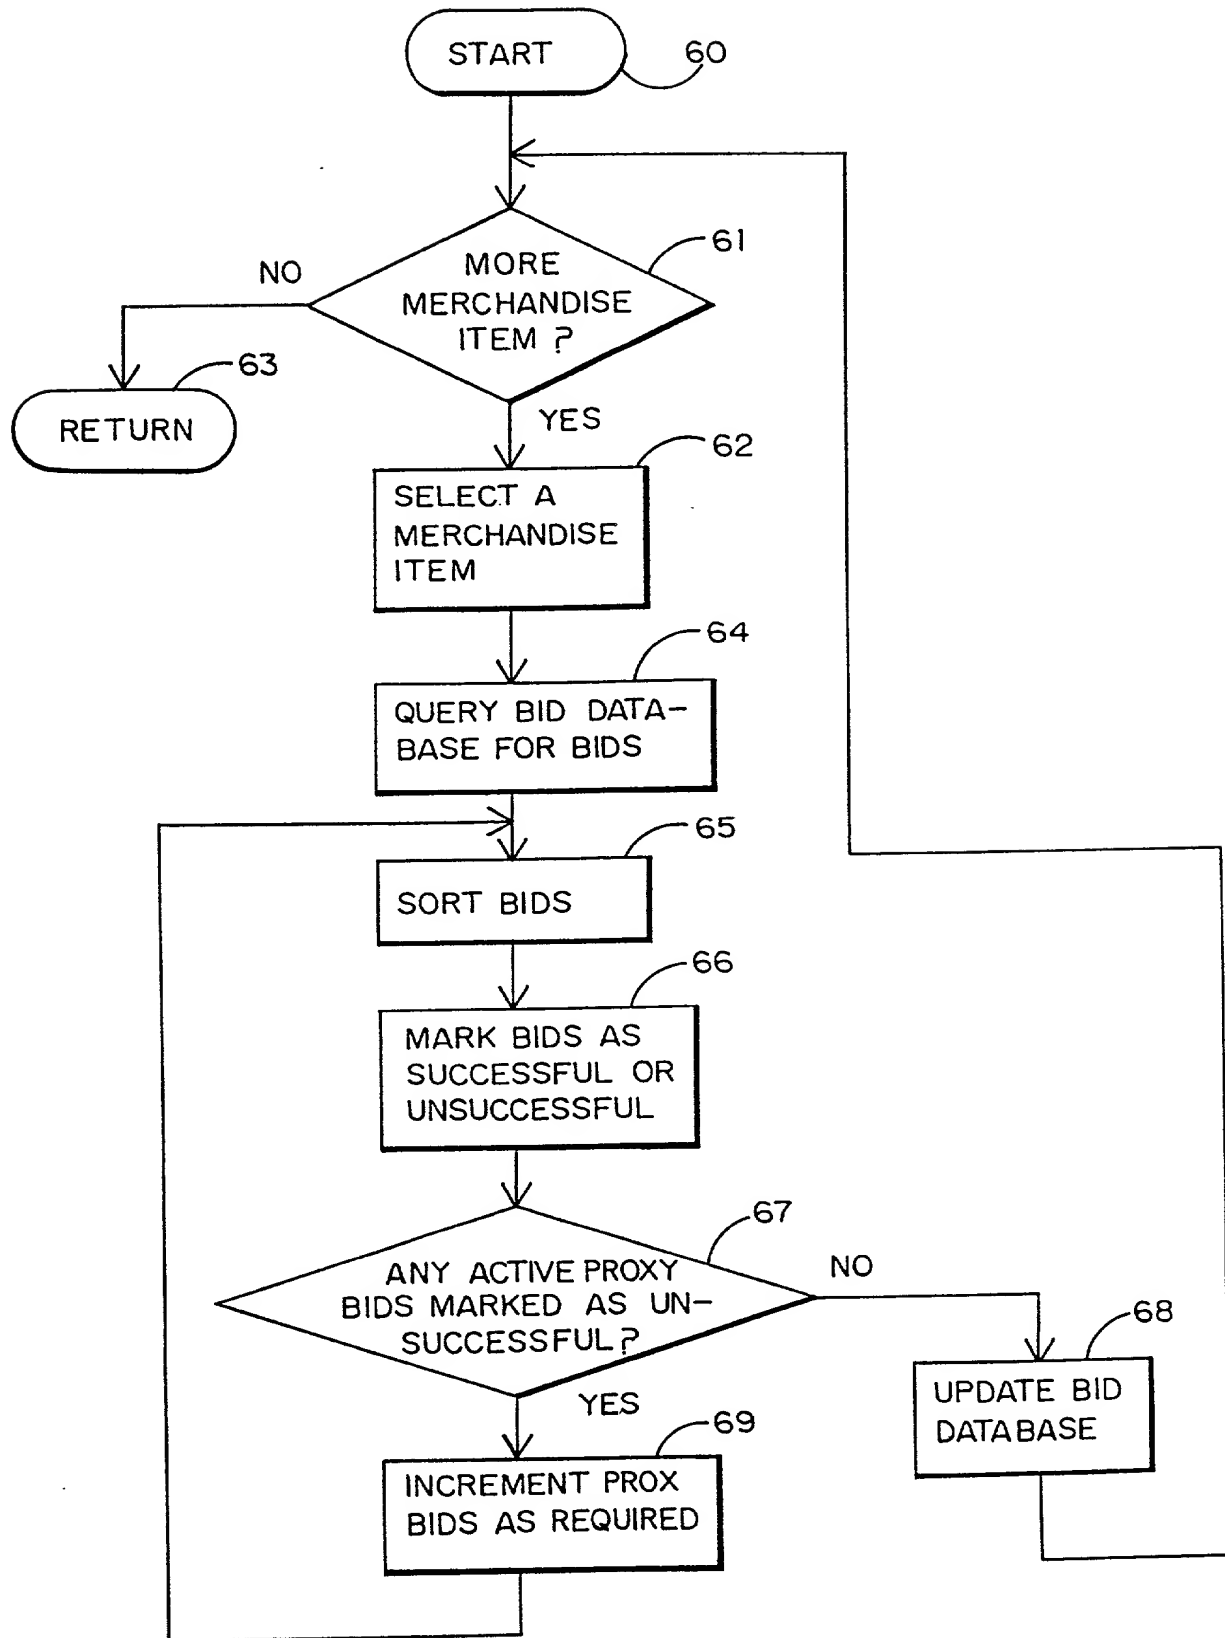 START
60
61
MORE
MERCHANDISE
ITEM ?
NO
63
RETURN
YES
62
SELECT A
MERCHANDISE
ITEM
64
QUERY BID DATA-
BASE FOR BIDS
65
SORT BIDS
66
MARK BIDS AS
SUCCESSFUL OR
UNSUCCESSFUL
67
ANY ACTIVE PROXY
BIDS MARKED AS UN-
SUCCESSFUL?
NO
68
UPDATE BID
DATABASE
YES
69
INCREMENT PROX
BIDS AS REQUIRED